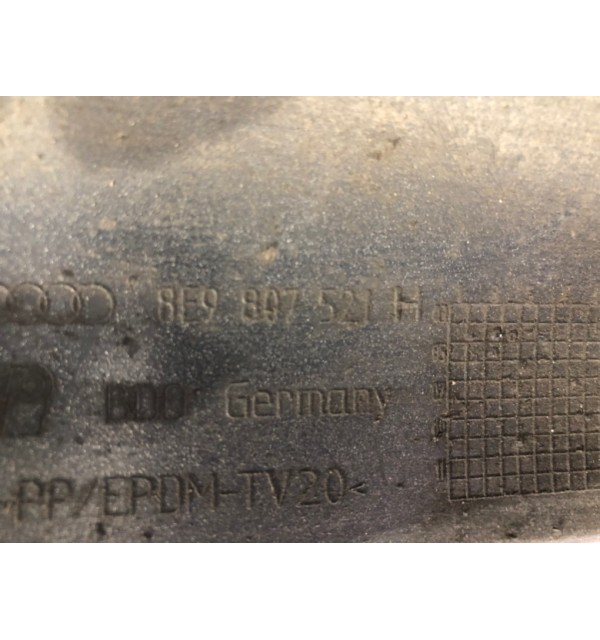 8E9 807 521 H
Germany
>PP/EPDM-TV20<